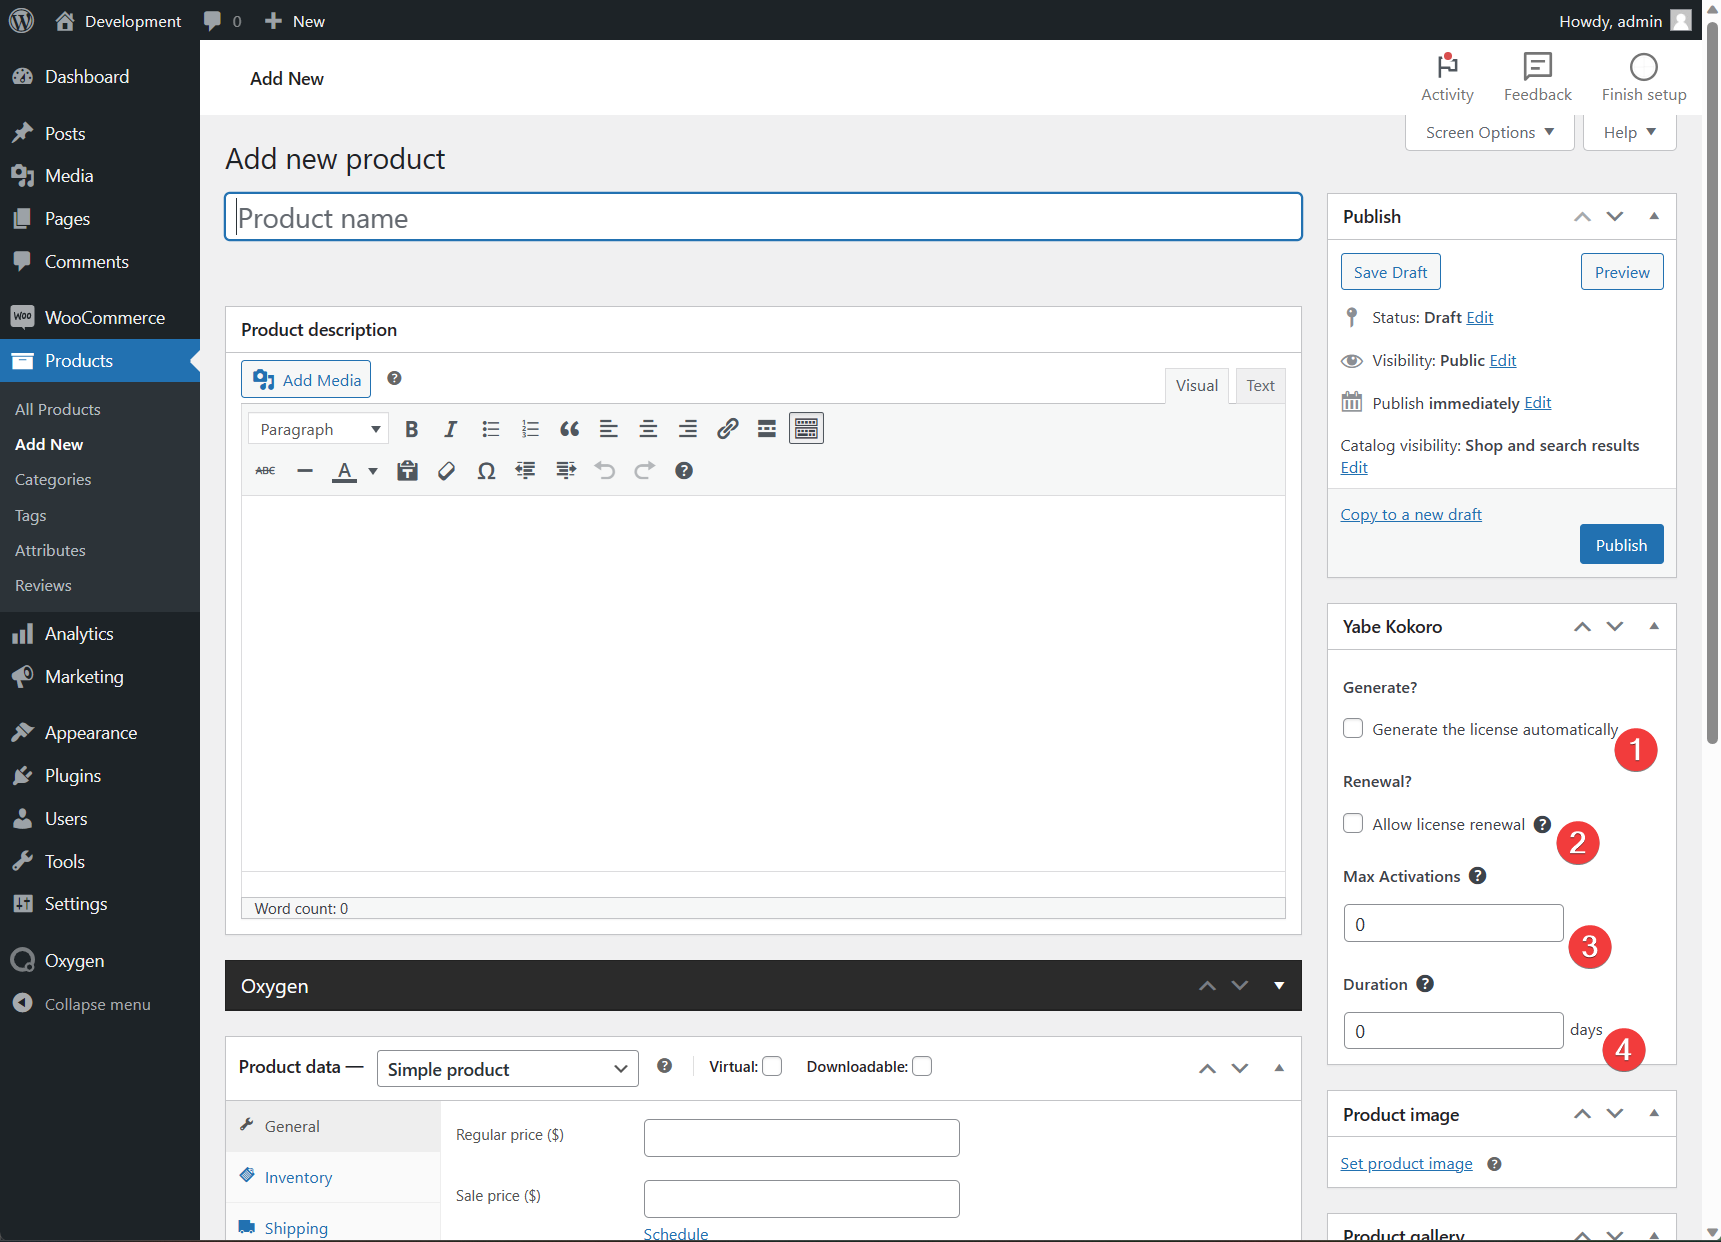 Development
0
New
Howdy, admin
Dashboard
Posts
Media
Pages
Comments
WooCommerce
Products
All Products
Add New
Categories
Tags
Attributes
Reviews
Analytics
Marketing
Appearance
Plugins
Users
Tools
Settings
Oxygen
Collapse menu
Add New
Activity
Feedback
Finish setup
Screen Options
Help
Add new product
Product name
Product description
Add Media
Visual
Text
Paragraph
B I
ABC A Ω
Word count: 0
Oxygen
Product data —
Simple product
Virtual:
Downloadable:
General
Inventory
Shipping
Regular price ($)
Sale price ($)
Schedule
Publish
Save Draft
Preview
Status: Draft Edit
Visibility: Public Edit
Publish immediately Edit
Catalog visibility: Shop and search results
Edit
Copy to a new draft
Publish
Yabe Kokoro
Generate?
Generate the license automatically
1
Renewal?
Allow license renewal
2
Max Activations
0
3
Duration
0
days
4
Product image
Set product image
Product gallery